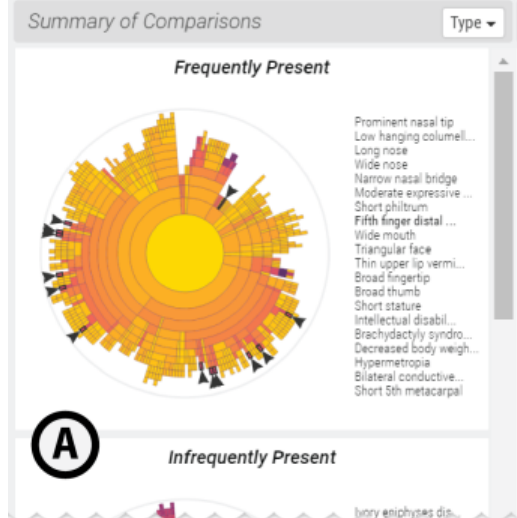 Summary of Comparisons
Type
Frequently Present
Prominent nasal tip
Low hanging columell...
Long nose
Wide nose
Narrow nasal bridge
Moderate expressive ...
Short philtrum
Fifth finger distal ...
Wide mouth
Triangular face
Thin upper lip vermi...
Broad fingertip
Broad thumb
Short stature
Intellectual disabil...
Brachydactyly syndro...
Decreased body weigh...
Hypermetropia
Bilateral conductive...
Short 5th metacarpal
A
Infrequently Present
Ivory epiphyses dis...